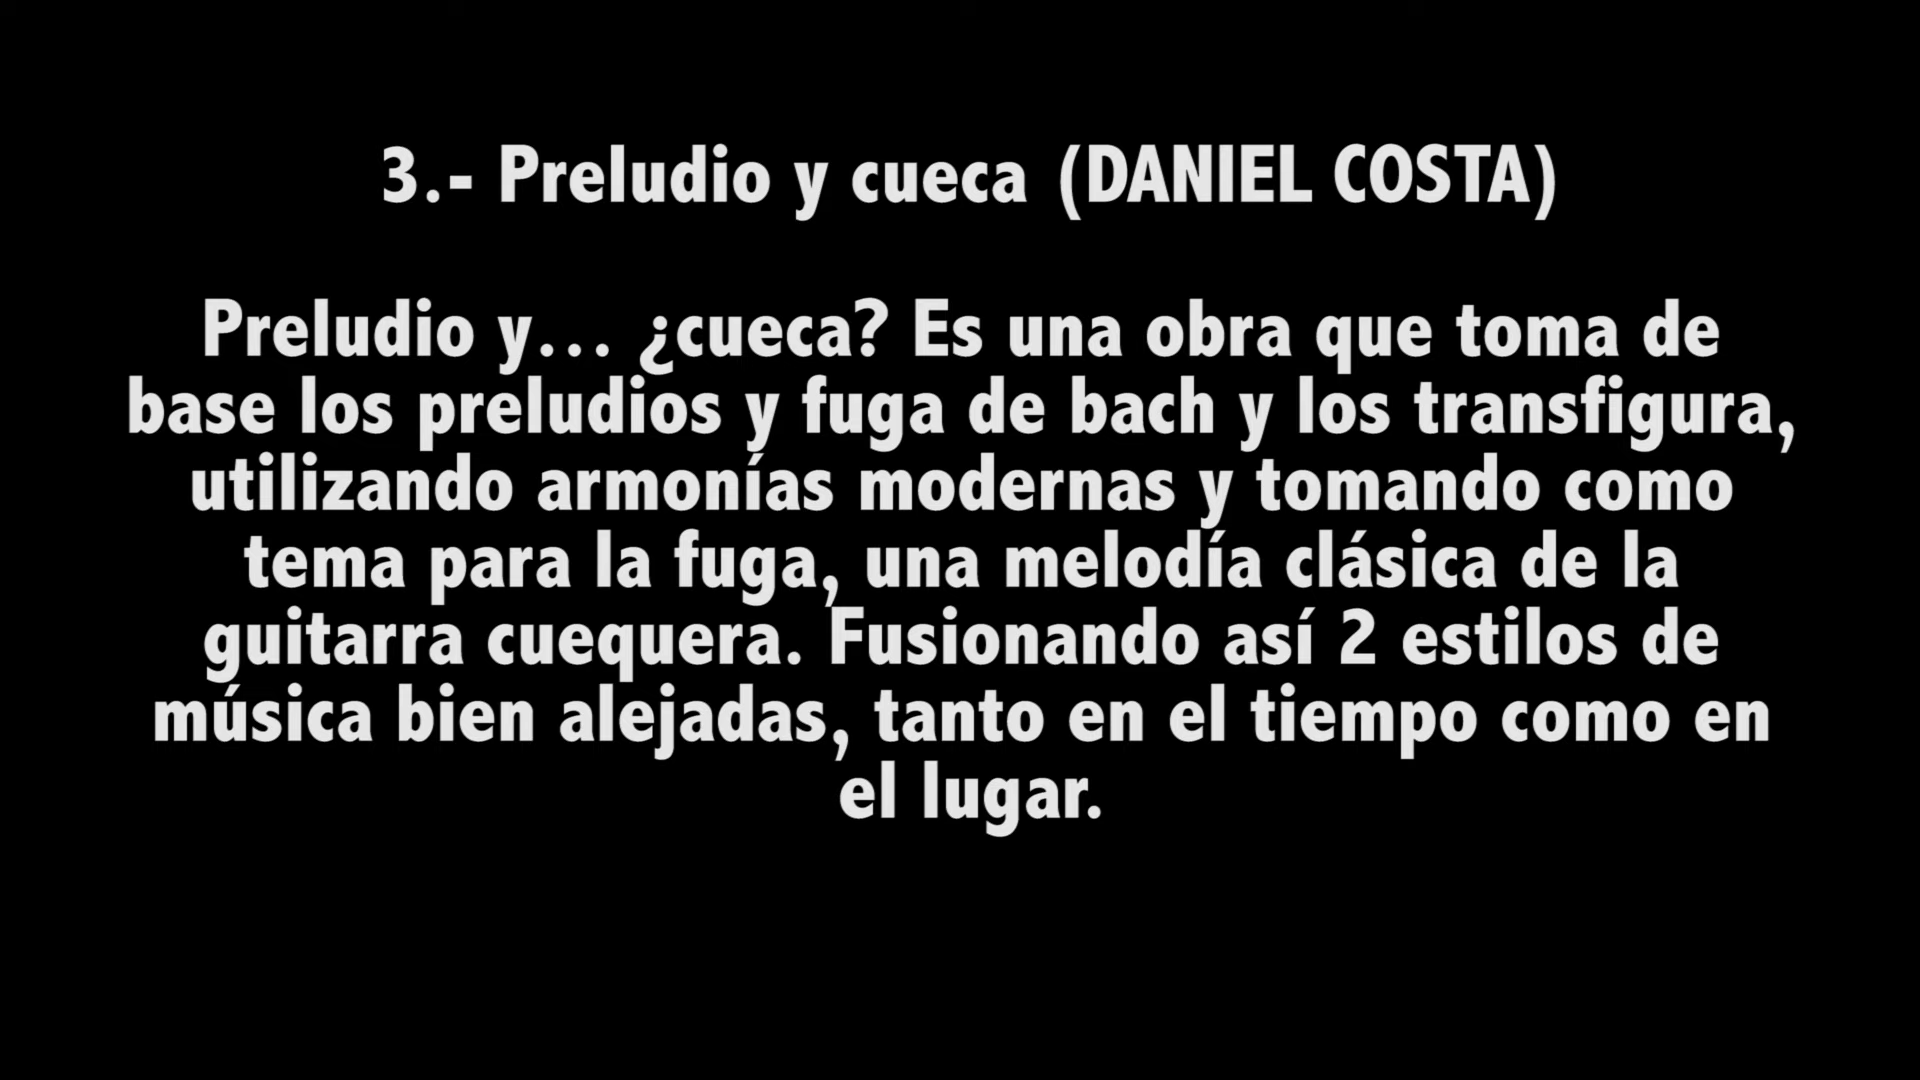 3.- Preludio y cueca (DANIEL COSTA)
Preludio y... ¿cueca? Es una obra que toma de
base los preludios y fuga de bach y los transfigura,
utilizando armonías modernas y tomando como
tema para la fuga, una melodía clásica de la
guitarra cuequera. Fusionando así 2 estilos de
música bien alejadas, tanto en el tiempo como en
el lugar.